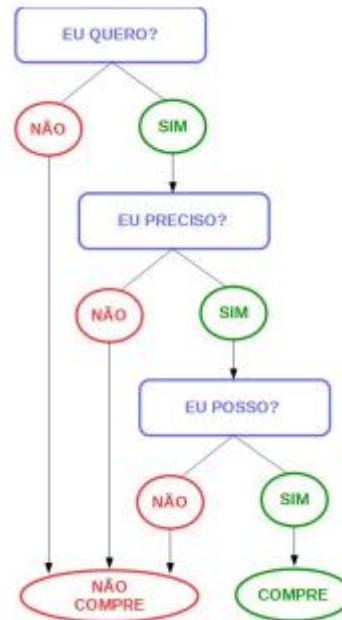 EU QUERO?
NÃO
SIM
EU PRECISO?
NÃO
SIM
EU POSSO?
NÃO
SIM
NÃO
COMPRE
COMPRE